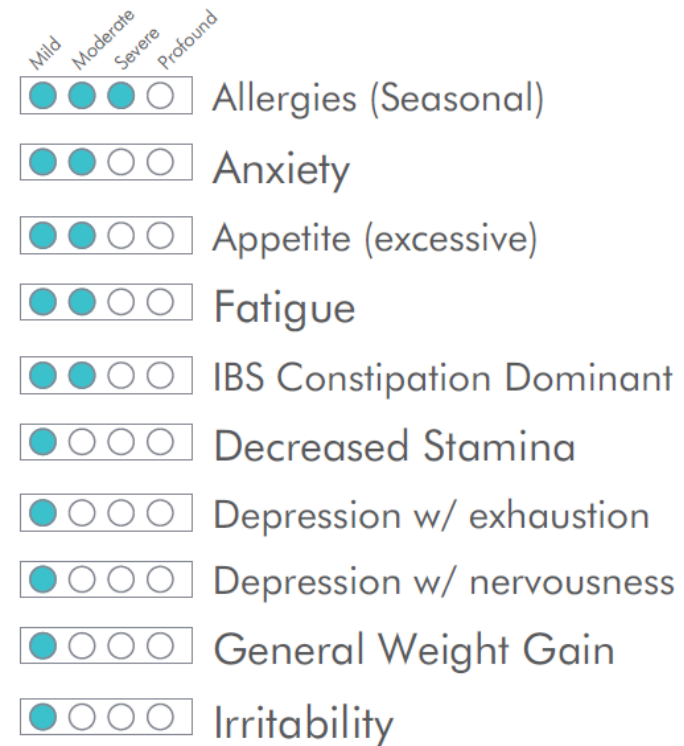 Mild
Moderate
Severe
Profound
Allergies (Seasonal)
Anxiety
Appetite (excessive)
Fatigue
IBS Constipation Dominant
Decreased Stamina
Depression w/ exhaustion
Depression w/ nervousness
General Weight Gain
Irritability